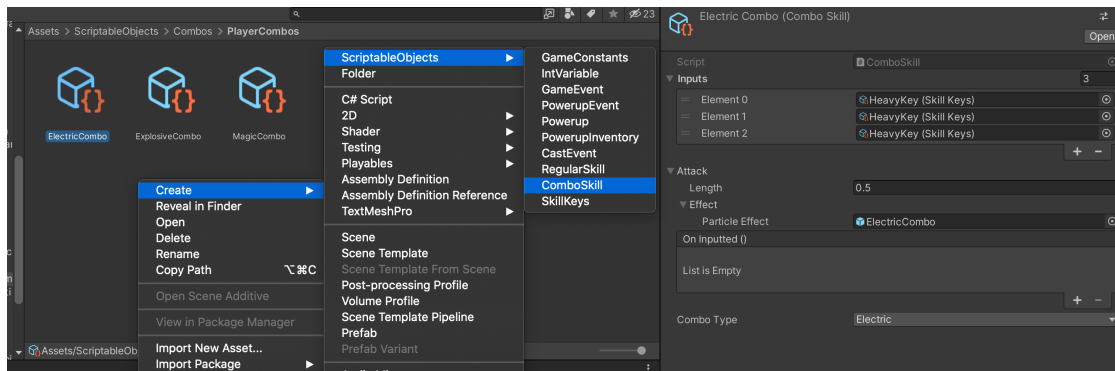 23
Assets > ScriptableObjects > Combos > PlayerCombos
ElectricCombo
ExplosiveCombo
MagicCombo
Create
Reveal in Finder
Open
Delete
Rename
Copy Path ⌥⌘C
Open Scene Additive
View in Package Manager
Import New Asset...
Import Package
Assets/ScriptableOb
ScriptableObjects
Folder
C# Script
2D
Shader
Testing
Playables
Assembly Definition
Assembly Definition Reference
TextMeshPro
Scene
Scene Template
Scene Template From Scene
Post-processing Profile
Volume Profile
Scene Template Pipeline
Prefab
Prefab Variant
GameConstants
IntVariable
GameEvent
PowerupEvent
Powerup
PowerupInventory
CastEvent
RegularSkill
ComboSkill
SkillKeys
Electric Combo (Combo Skill)
Open
Script ComboSkill
Inputs 3
Element 0 HeavyKey (Skill Keys)
Element 1 HeavyKey (Skill Keys)
Element 2 HeavyKey (Skill Keys)
+ -
Attack
Length 0.5
Effect
Particle Effect ElectricCombo
On Inputted ()
List is Empty
+ -
Combo Type Electric